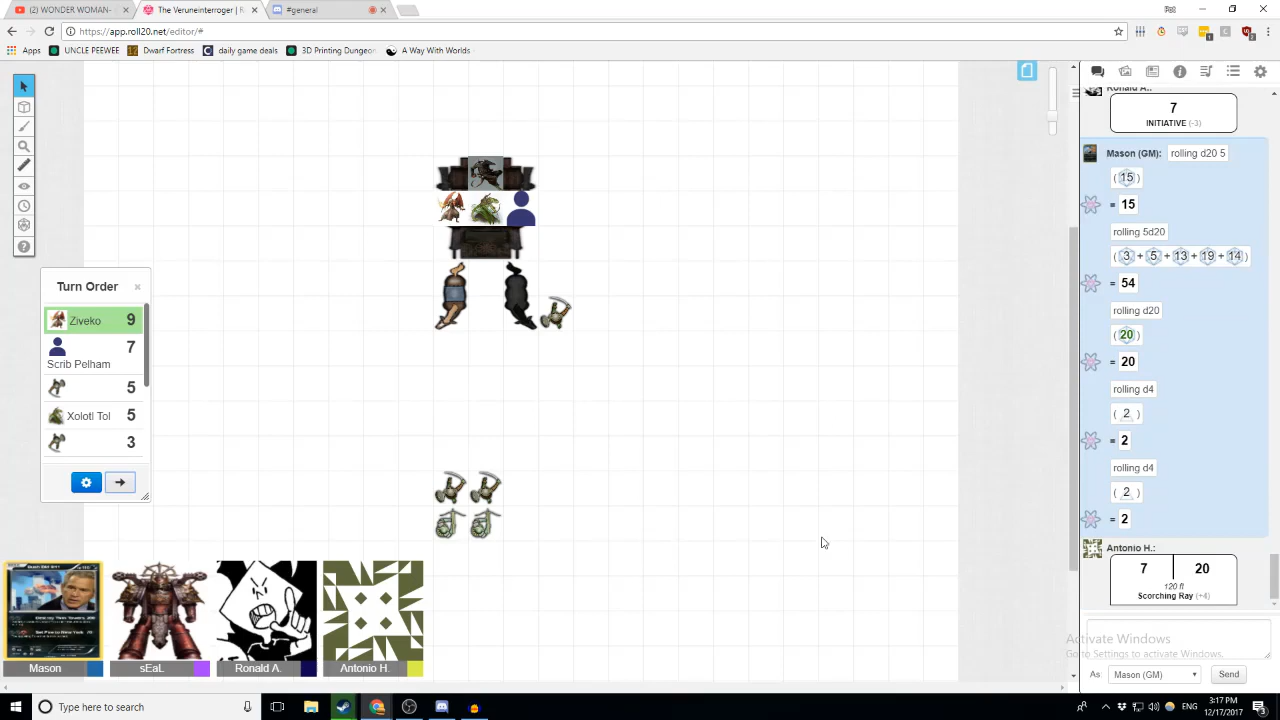 (2) WONDER WOMAN-
The Veruneinterroger | R
#general
https://app.roll20.net/editor/#
Apps
UNCLE PEEWEE
Dwarf Fortress
daily game deals
3D Printing Dungeon
A Way With Worlds
Ronald A.:
7
INITIATIVE (-3)
Mason (GM):
rolling d20 5
( 15 )
= 15
rolling 5d20
( 3 + 5 + 13 + 19 + 14 )
= 54
rolling d20
( 20 )
= 20
rolling d4
( 2 )
= 2
rolling d4
( 2 )
= 2
Antonio H.:
7 20
120 ft
Scorching Ray (+4)
Turn Order
Ziveko 9
7
Scrib Pelham
5
Xolotl Tol 5
3
Mason
sEaL
Ronald A.
Antonio H.
Activate Windows
Go to Settings to activate Windows.
As
Mason (GM)
Send
Type here to search
3:17 PM
12/17/2017